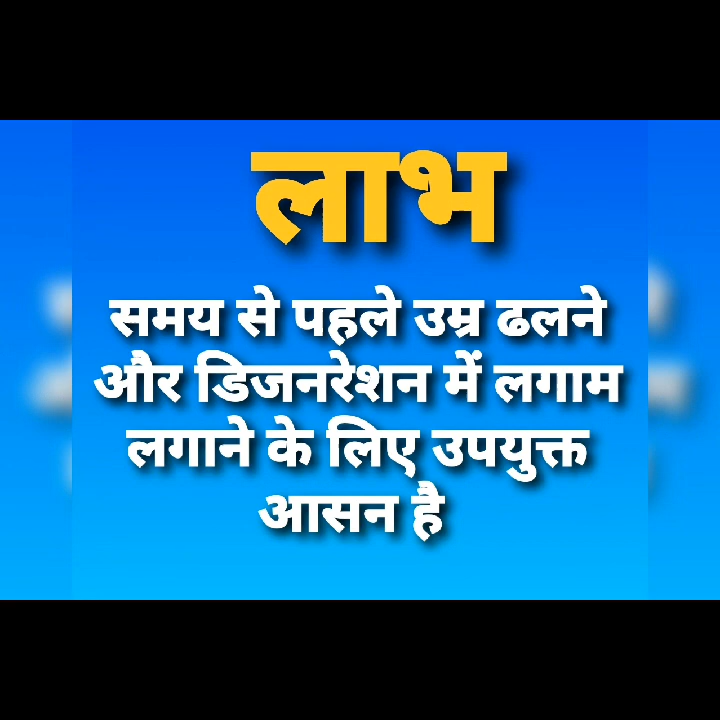 लाभ
समय से पहले उम्र ढलने
और डिजनरेशन में लगाम
लगाने के लिए उपयुक्त
आसन है